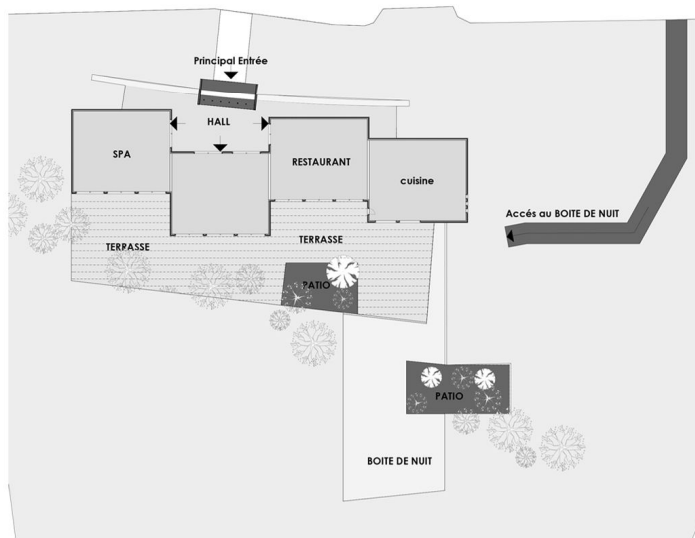 Principal Entrée
HALL
SPA
RESTAURANT
cuisine
Accés au BOITE DE NUIT
TERRASSE
TERRASSE
PATIO
PATIO
BOITE DE NUIT